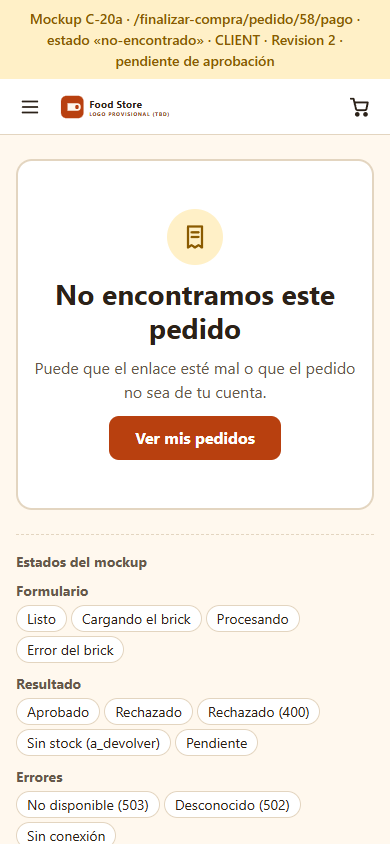 Mockup C-20a · /finalizar-compra/pedido/58/pago ·
estado «no-encontrado» · CLIENT · Revision 2 ·
pendiente de aprobación
Food Store
LOGO PROVISIONAL (TBD)
No encontramos este
pedido
Puede que el enlace esté mal o que el pedido
no sea de tu cuenta.
Ver mis pedidos
Estados del mockup
Formulario
Listo
Cargando el brick
Procesando
Error del brick
Resultado
Aprobado
Rechazado
Rechazado (400)
Sin stock (a_devolver)
Pendiente
Errores
No disponible (503)
Desconocido (502)
Sin conexión